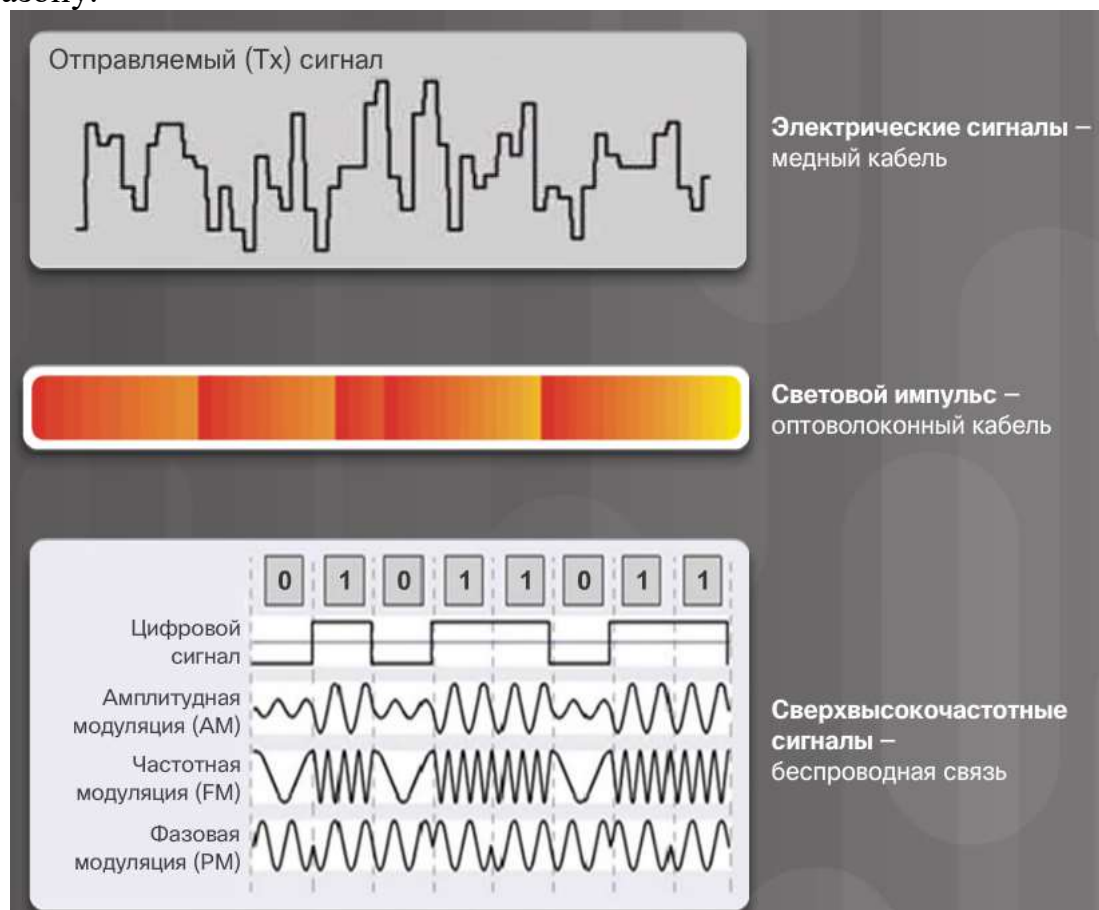 Отправляемый (Tx) сигнал
Электрические сигналы –
медный кабель
Световой импульс –
оптоволоконный кабель
0 1 0 1 1 0 1 1
Цифровой
сигнал
Амплитудная
модуляция (AM)
Частотная
модуляция (FM)
Фазовая
модуляция (PM)
Сверхвысокочастотные
сигналы –
беспроводная связь